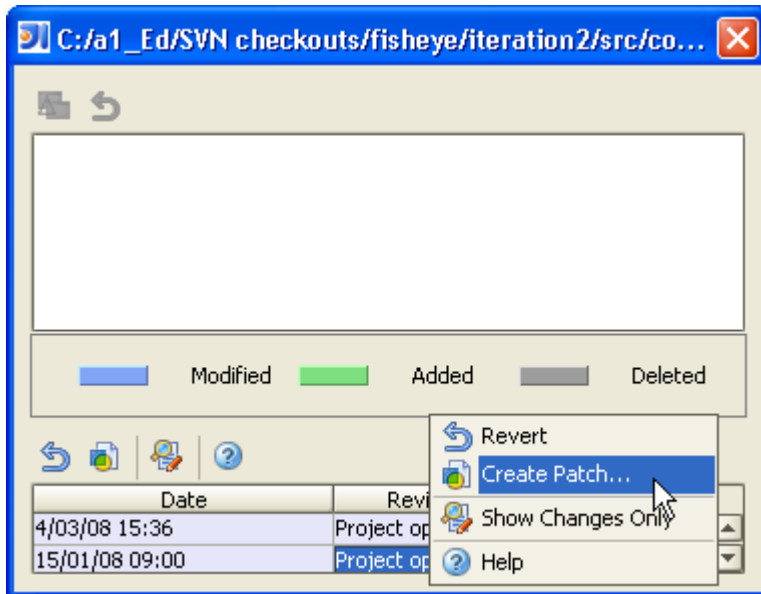 C:/a1_Ed/SVN checkouts/fisheye/iteration2/src/co...
Modified Added Deleted
Revert
Create Patch...
Show Changes Only
Help
Date Revi
4/03/08 15:36 Project op
15/01/08 09:00 Project op